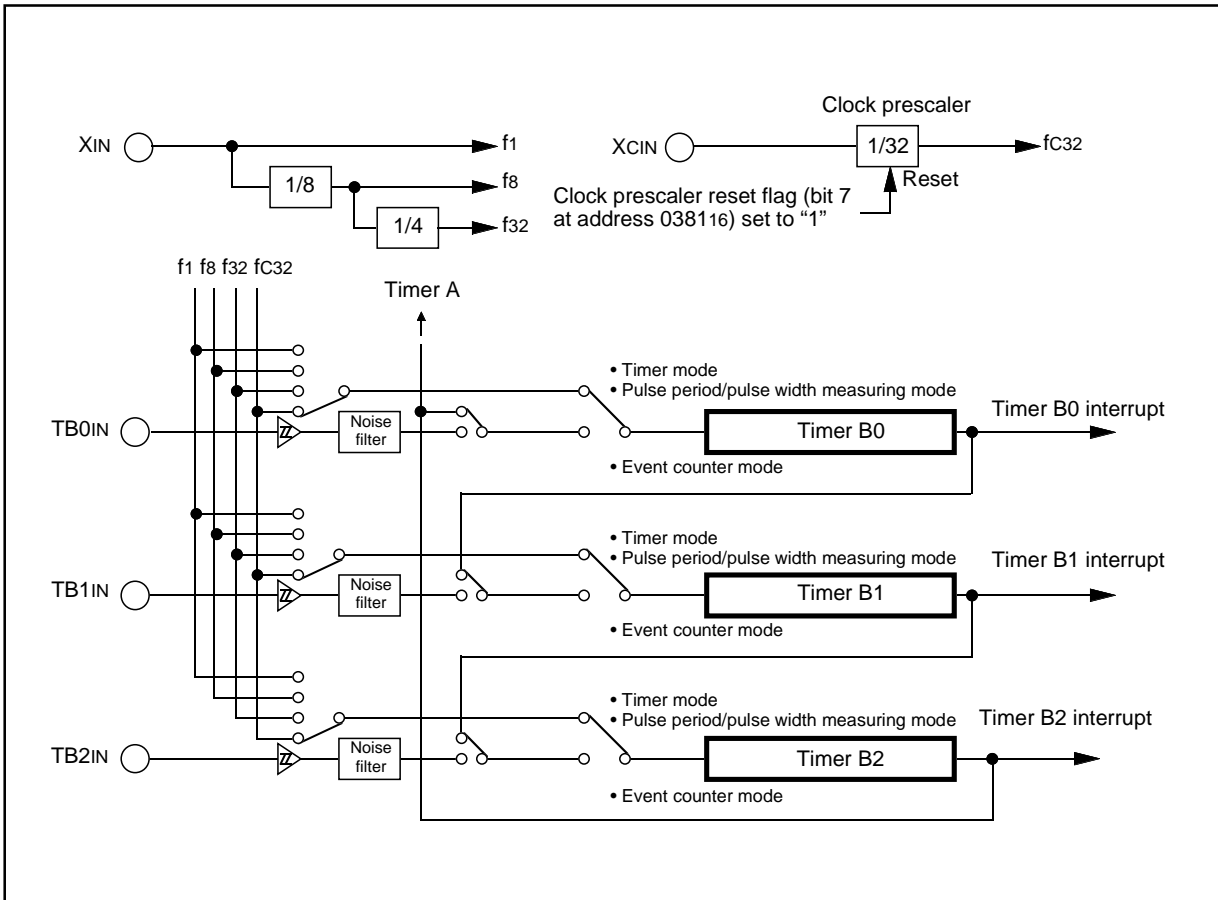 Clock prescaler
XIN
f1
XCIN
1/32
fC32
1/8
f8
Reset
Clock prescaler reset flag (bit 7
at address 038116) set to “1”
1/4
f32
f1 f8 f32 fC32
Timer A
• Timer mode
• Pulse period/pulse width measuring mode
TB0IN
Noise
filter
Timer B0
Timer B0 interrupt
• Event counter mode
• Timer mode
• Pulse period/pulse width measuring mode
TB1IN
Noise
filter
Timer B1
Timer B1 interrupt
• Event counter mode
• Timer mode
• Pulse period/pulse width measuring mode
TB2IN
Noise
filter
Timer B2
Timer B2 interrupt
• Event counter mode